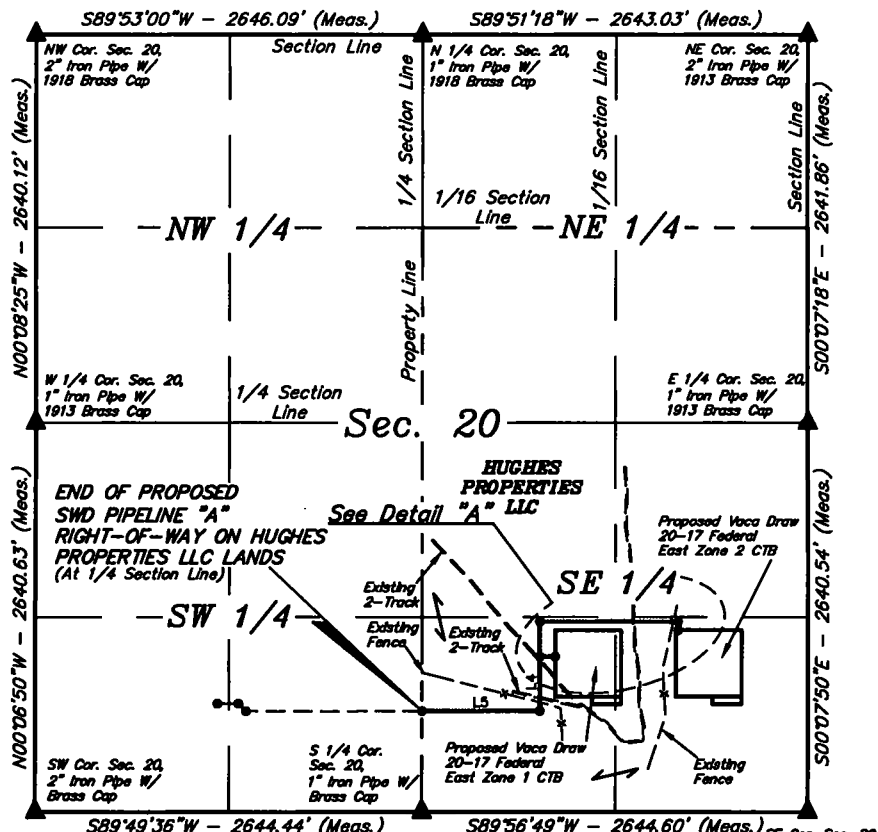 S89°53'00"W - 2646.09' (Meas.)
S89°51'18"W - 2643.03' (Meas.)
Section Line
NW Cor. Sec. 20,
2" Iron Pipe W/
1918 Brass Cap
N 1/4 Cor. Sec. 20,
1" Iron Pipe W/
1918 Brass Cap
NE Cor. Sec. 20,
2" Iron Pipe W/
1913 Brass Cap
N00°08'25"W - 2640.12' (Meas.)
1/4 Section Line
1/16 Section Line
Section Line
S00°07'18"E - 2641.86' (Meas.)
1/16 Section
Line
NW 1/4
NE 1/4
Property Line
W 1/4 Cor. Sec. 20,
1" Iron Pipe W/
1913 Brass Cap
1/4 Section
Line
E 1/4 Cor. Sec. 20,
1" Iron Pipe W/
1913 Brass Cap
Sec. 20
HUGHES
PROPERTIES
LLC
END OF PROPOSED
SWD PIPELINE "A"
RIGHT-OF-WAY ON HUGHES
PROPERTIES LLC LANDS
(At 1/4 Section Line)
See Detail "A"
Proposed Vaca Draw
20-17 Federal
East Zone 2 CTB
N00°06'50"W - 2640.63' (Meas.)
S00°07'50"E - 2640.54' (Meas.)
SW 1/4
SE 1/4
Existing
2-Track
Existing
Fence
Existing
2-Track
L5
SW Cor. Sec. 20,
2" Iron Pipe W/
Brass Cap
S 1/4 Cor.
Sec. 20,
1" Iron Pipe W/
Brass Cap
Proposed Vaca Draw
20-17 Federal
East Zone 1 CTB
Existing
Fence
S89°49'36"W - 2644.44' (Meas.)
S89°56'49"W - 2644.60' (Meas.)